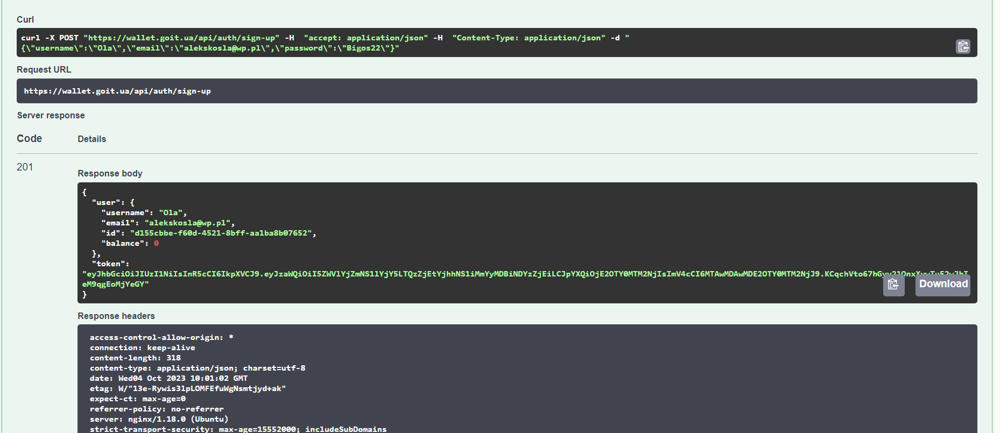 Curl
curl -X POST "https://wallet.goit.ua/api/auth/sign-up" -H  "accept: application/json" -H  "Content-Type: application/json" -d "
{\"username\":\"Ola\",\"email\":\"alekskosla@wp.pl\",\"password\":\"Bigos22\"}"
Request URL
https://wallet.goit.ua/api/auth/sign-up
Server response
Code Details
201
Response body
{
"user": {
"username": "Ola",
"email": "alekskosla@wp.pl",
"id": "d155cbbe-f60d-4521-8bff-aa1ba8b07652",
"balance": 0
},
"token":
eM9qgEoMjYeGY"
}
Download
Response headers
access-control-allow-origin: *
connection: keep-alive
content-length: 318
content-type: application/json; charset=utf-8
date: Wed04 Oct 2023 10:01:02 GMT
etag: W/"13e-Rywis3lpLOMFEfuWgNsmtjyd+ak"
expect-ct: max-age=0
referrer-policy: no-referrer
server: nginx/1.18.0 (Ubuntu)
strict-transport-security: max-age=15552000; includeSubDomains